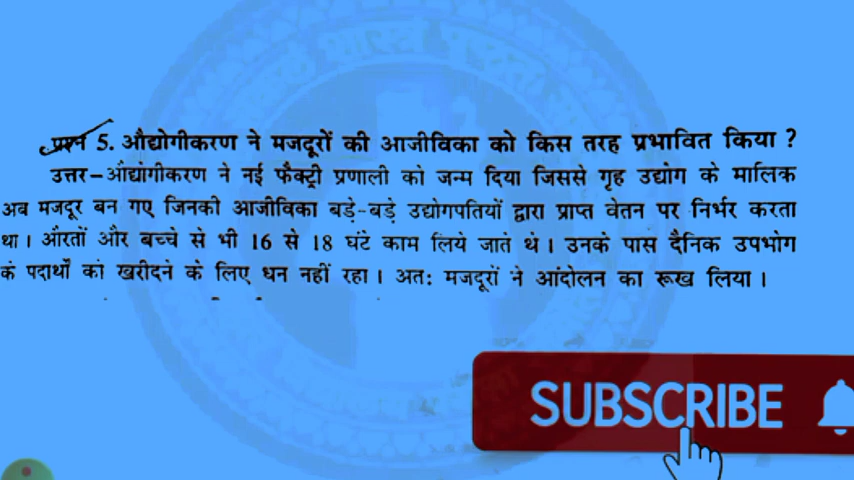 प्रश्न 5. औद्योगीकरण ने मजदूरों की आजीविका को किस तरह प्रभावित किया ?
उत्तर–औद्योगीकरण ने नई फैक्ट्री प्रणाली को जन्म दिया जिससे गृह उद्योग के मालिक
अब मजदूर बन गए जिनकी आजीविका बड़े-बड़े उद्योगपतियों द्वारा प्राप्त वेतन पर निर्भर करता
था। औरतों और बच्चे से भी 16 से 18 घंटे काम लिये जाते थे। उनके पास दैनिक उपभोग
के पदार्थों को खरीदने के लिए धन नहीं रहा। अतः मजदूरों ने आंदोलन का रूख लिया।
SUBSCRIBE